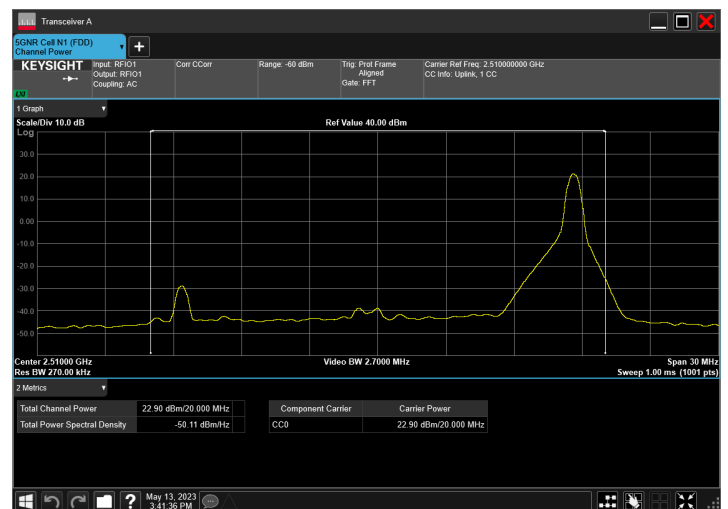 Transceiver A
5GNR Cell N1 (FDD)
Channel Power
KEYSIGHT
LXI
Input: RFIO1
Output: RFIO1
Coupling: AC
Corr CCorr
Range: -60 dBm
Trig: Prot Frame
Aligned
Gate: FFT
Carrier Ref Freq: 2.510000000 GHz
CC Info: Uplink, 1 CC
1 Graph
Scale/Div 10.0 dB
Ref Value 40.00 dBm
Log
30.0
20.0
10.0
0.00
-10.0
-20.0
-30.0
-40.0
-50.0
Center 2.51000 GHz
Video BW 2.7000 MHz
Span 30 MHz
Res BW 270.00 kHz
Sweep 1.00 ms (1001 pts)
2 Metrics
Total Channel Power 22.90 dBm/20.000 MHz
Total Power Spectral Density -50.11 dBm/Hz
Component Carrier Carrier Power
CC0 22.90 dBm/20.000 MHz
May 13, 2023
3:41:36 PM